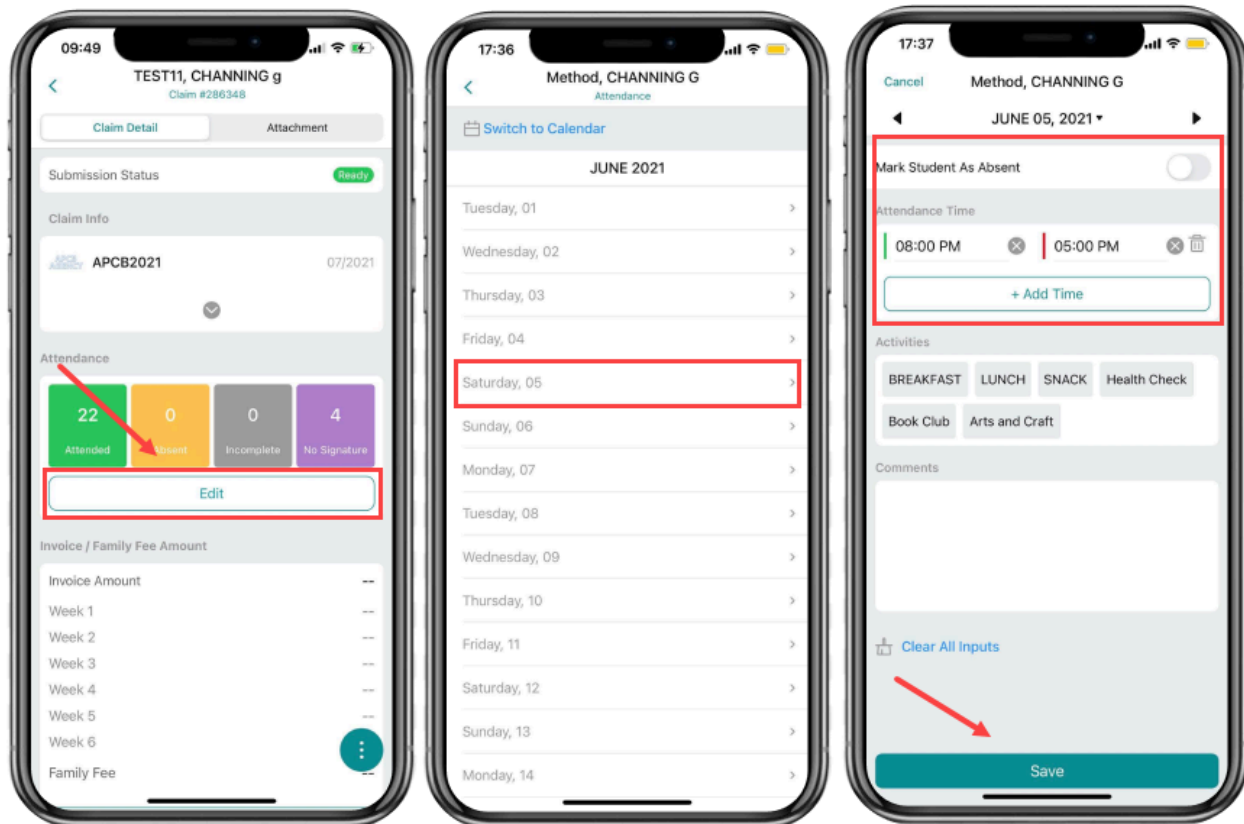 09:49
TEST11, CHANNING g
Claim #286348
Claim Detail Attachment
Submission Status Ready
Claim Info
APCB2021 07/2021
Attendance
22 0 0 4
Attended Absent Incomplete No Signature
Edit
Invoice / Family Fee Amount
Invoice Amount --
Week 1 --
Week 2 --
Week 3 --
Week 4 --
Week 5 --
Week 6 --
Family Fee --
17:36
Method, CHANNING G
Attendance
Switch to Calendar
JUNE 2021
Tuesday, 01
Wednesday, 02
Thursday, 03
Friday, 04
Saturday, 05
Sunday, 06
Monday, 07
Tuesday, 08
Wednesday, 09
Thursday, 10
Friday, 11
Saturday, 12
Sunday, 13
Monday, 14
17:37
Cancel Method, CHANNING G
JUNE 05, 2021
Mark Student As Absent
Attendance Time
08:00 PM 05:00 PM
+ Add Time
Activities
BREAKFAST LUNCH SNACK Health Check
Book Club Arts and Craft
Comments
Clear All Inputs
Save